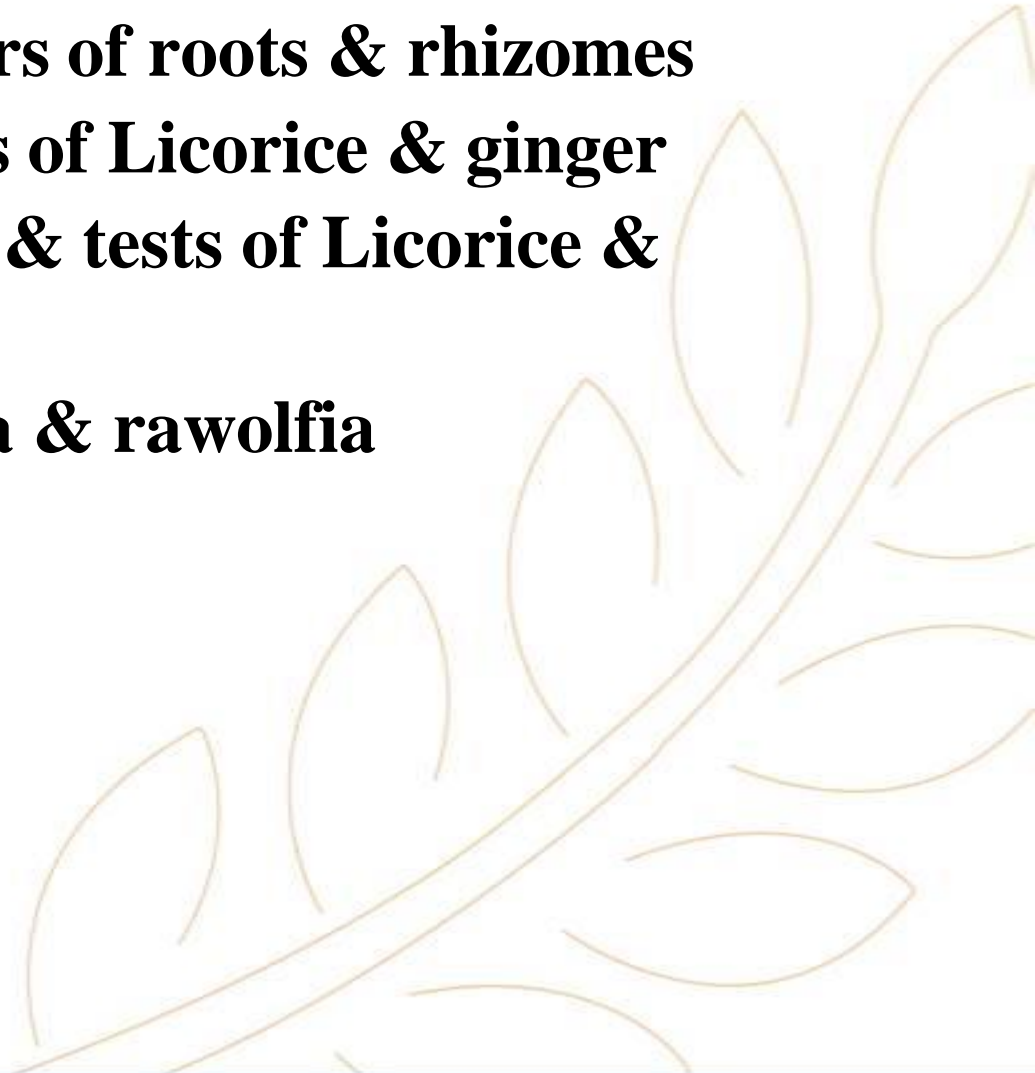 rs of roots & rhizomes
s of Licorice & ginger
& tests of Licorice &
a & rawolfia